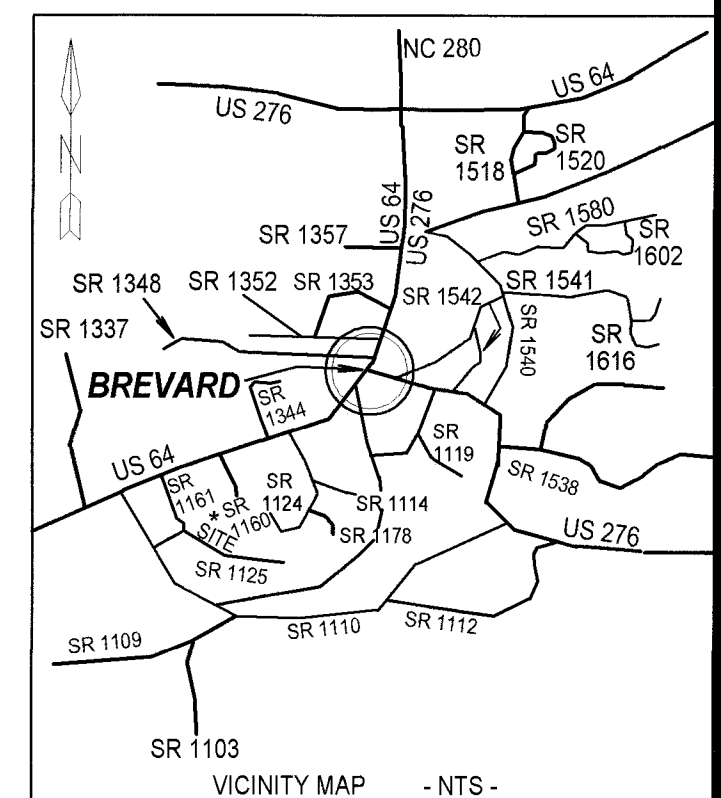 NC 280
US 64
US 276
N
SR
1518
SR
1520
US 64
US 276
SR 1580
SR
1602
SR 1357
SR 1348
SR 1352
SR 1353
SR 1542
SR 1541
SR 1540
SR
1616
SR 1337
BREVARD
SR
1344
SR
1119
US 64
SR
1161
* SR
1160
SITE
SR
1124
SR 1114
SR 1178
SR 1538
US 276
SR 1125
SR 1110
SR 1112
SR 1109
SR 1103
VICINITY MAP - NTS -